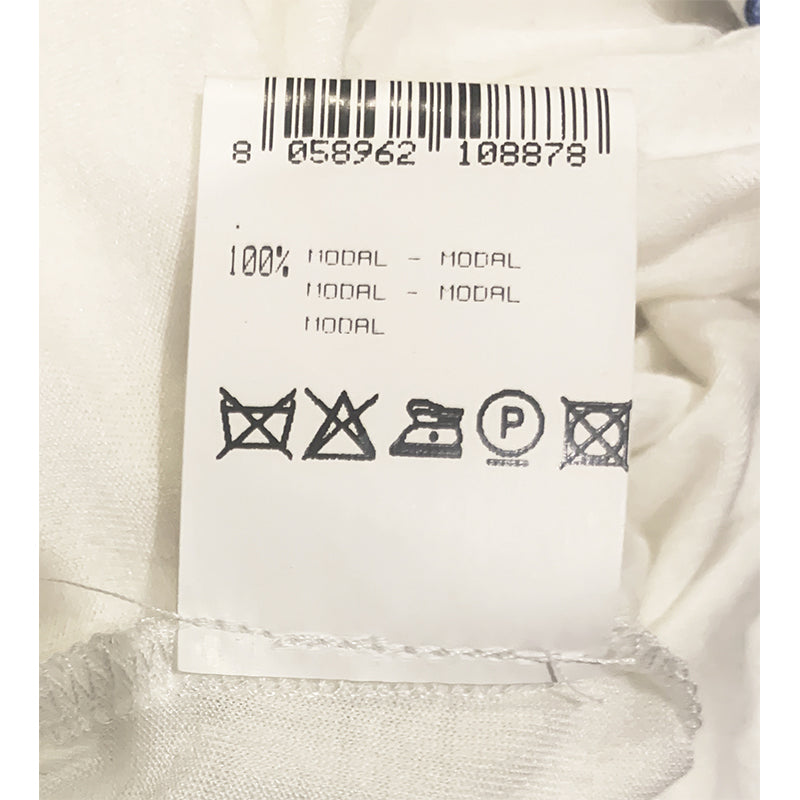 8 058962 108878
100% MODAL - MODAL
MODAL - MODAL
MODAL
P